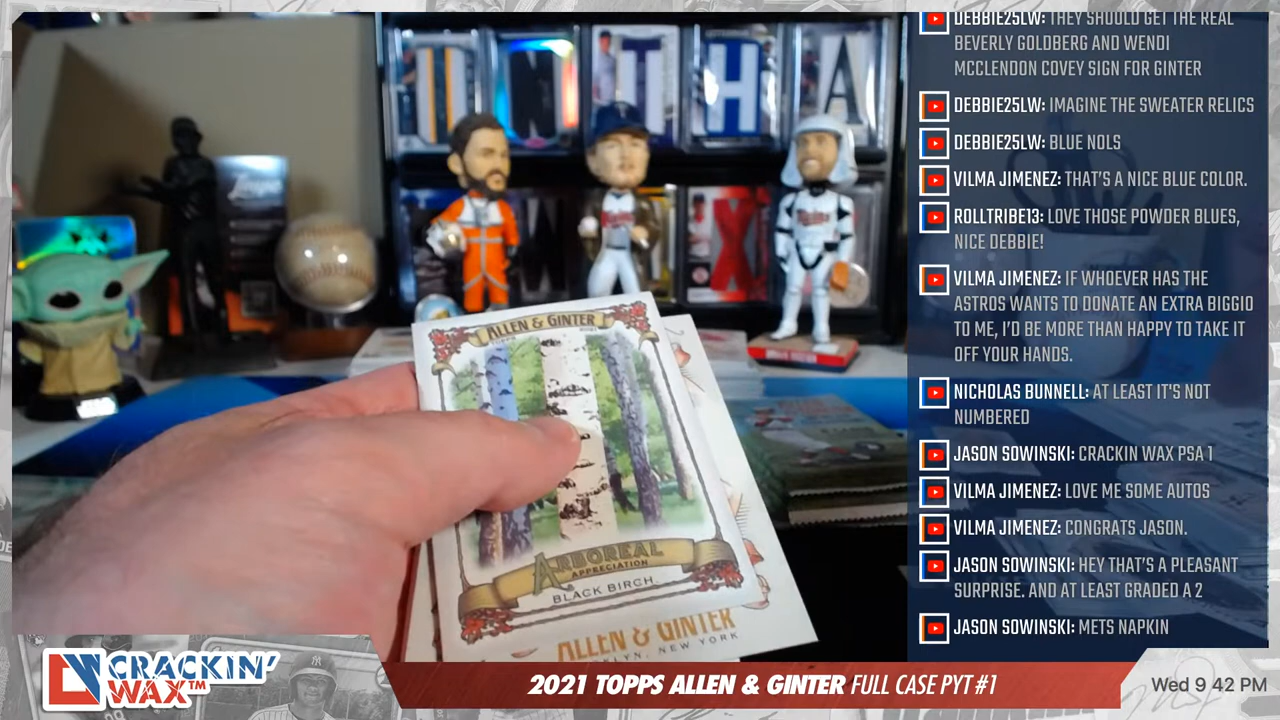 DEBBIE25LW: THEY SHOULD GET THE REAL
BEVERLY GOLDBERG AND WENDI
MCCLENDON COVEY SIGN FOR GINTER
DEBBIE25LW: IMAGINE THE SWEATER RELICS
DEBBIE25LW: BLUE NOLS
VILMA JIMENEZ: THAT'S A NICE BLUE COLOR.
ROLLTRIBE13: LOVE THOSE POWDER BLUES,
NICE DEBBIE!
VILMA JIMENEZ: IF WHOEVER HAS THE
ASTROS WANTS TO DONATE AN EXTRA BIGGIO
TO ME, I'D BE MORE THAN HAPPY TO TAKE IT
OFF YOUR HANDS.
NICHOLAS BUNNELL: AT LEAST IT'S NOT
NUMBERED
JASON SOWINSKI: CRACKIN WAX PSA 1
VILMA JIMENEZ: LOVE ME SOME AUTOS
VILMA JIMENEZ: CONGRATS JASON.
JASON SOWINSKI: HEY THAT'S A PLEASANT
SURPRISE. AND AT LEAST GRADED A 2
JASON SOWINSKI: METS NAPKIN
T H A
X
ALLEN & GINTER
ARBOREAL
APPRECIATION
BLACK BIRCH
ALLEN & GINTER
NEW YORK.
CRACKIN'
WAX™
2021 TOPPS ALLEN & GINTER FULL CASE PYT #1
Wed 9 42 PM